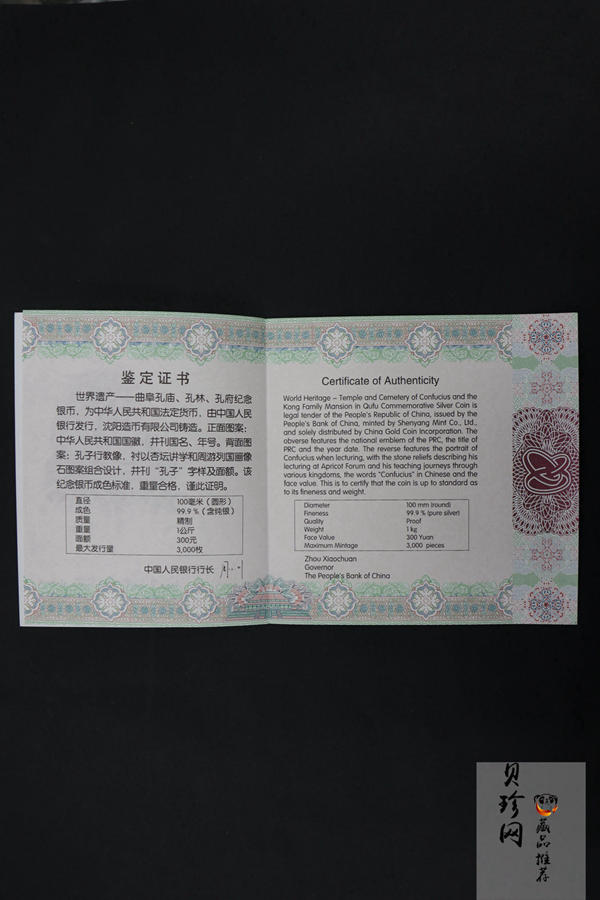 鉴定证书
世界遗产——曲阜孔庙、孔林、孔府纪念
银币，为中华人民共和国法定货币，由中国人民
银行发行，沈阳造币有限公司铸造。正面图案：
中华人民共和国国徽，并刊国名、年号。背面图
案：孔子行教像，衬以杏坛讲学和周游列国画像
石图案组合设计，并刊“孔子”字样及面额。该
纪念银币成色标准，重量合格，谨此证明。
直径 100毫米（圆形）
成色 99.9％（含纯银）
质量 精制
重量 1公斤
面额 300元
最大发行量 3,000枚
中国人民银行行长
Certificate of Authenticity
World Heritage – Temple and Cemetery of Confucius and the
Kong Family Mansion in Qufu Commemorative Silver Coin is
legal tender of the People's Republic of China, issued by the
People's Bank of China, minted by Shenyang Mint Co., Ltd.,
and solely distributed by China Gold Coin Incorporation. The
obverse features the national emblem of the PRC, the title of
PRC and the year date. The reverse features the portrait of
Confucius when lecturing, with the stone reliefs describing his
lecturing at Apricot Forum and his teaching journeys through
various kingdoms, the words "Confucius" in Chinese and the
face value. This is to certify that the coin is up to standard as
to its fineness and weight.
Diameter 100 mm (round)
Fineness 99.9 % (pure silver)
Quality Proof
Weight 1 kg
Face Value 300 Yuan
Maximum Mintage 3,000 pieces
Zhou Xiaochuan
Governor
The People's Bank of China
贝珍网
藏品推荐